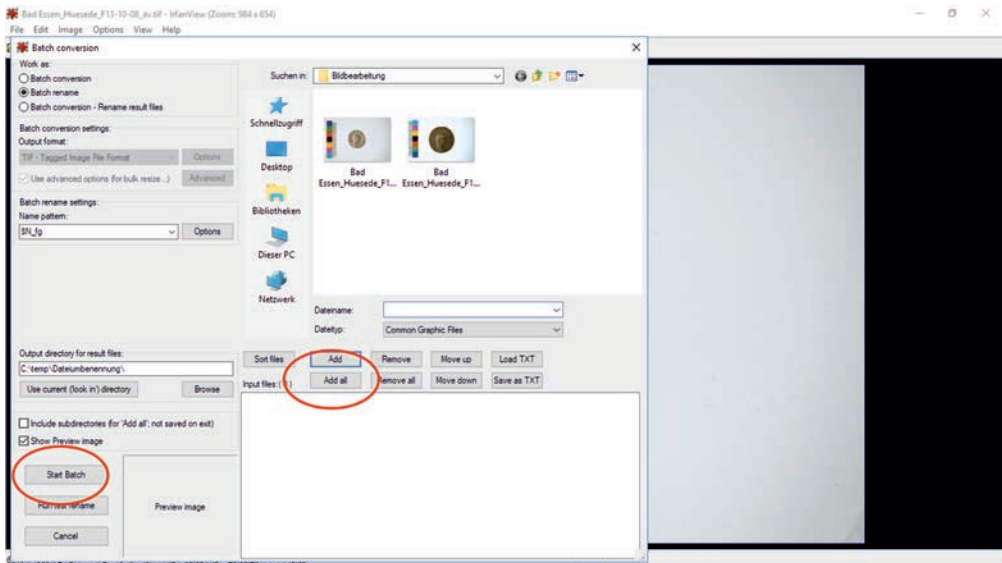 Bad Essen_Huesede_F13-10-08_av.tif - IrfanView (Zoom: 984 x 654)
File Edit Image Options View Help
Batch conversion
Work as:
Batch conversion
Batch rename
Batch conversion - Rename result files
Batch conversion settings:
Output format:
TIF - Tagged Image File Format
Options
Use advanced options (for bulk resize...)
Advanced
Batch rename settings:
Name pattern:
$N_fg
Options
Output directory for result files:
C:\temp\Dateiumbenennung\
Use current ('look in') directory
Browse
Include subdirectories (for 'Add all'; not saved on exit)
Show Preview image
Start Batch
rename
Cancel
Preview image
Suchen in:
Bildbearbeitung
Schnellzugriff
Desktop
Bibliotheken
Dieser PC
Netzwerk
Bad
Essen_Huesede_F1...
Bad
Essen_Huesede_F1...
Dateiname:
Dateityp:
Common Graphic Files
Sort files
Add
Remove
Move up
Load TXT
Input files: (
Add all
Remove all
Move down
Save as TXT